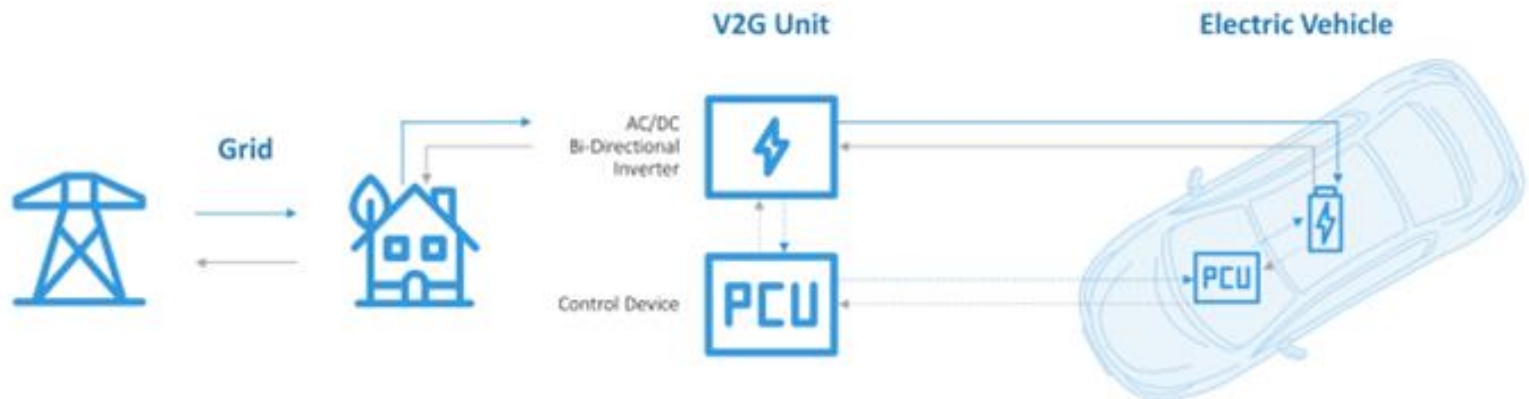 V2G Unit
Electric Vehicle
Grid
AC/DC
Bi-Directional
Inverter
Control Device
PCU
PCU